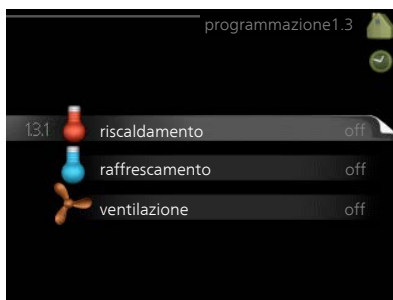 programmazione1.3
1.3.1 riscaldamento off
raffrescamento off
ventilazione off